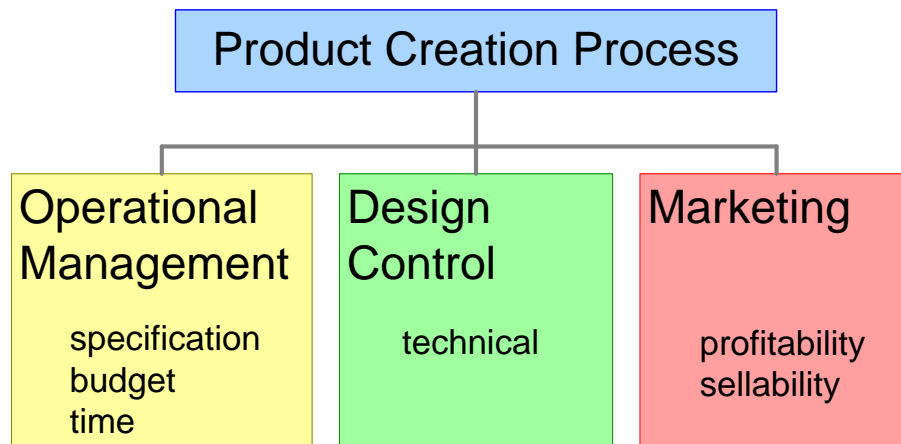 Product Creation Process
Operational
Management
specification
budget
time
Design
Control
technical
Marketing
profitability
sellability